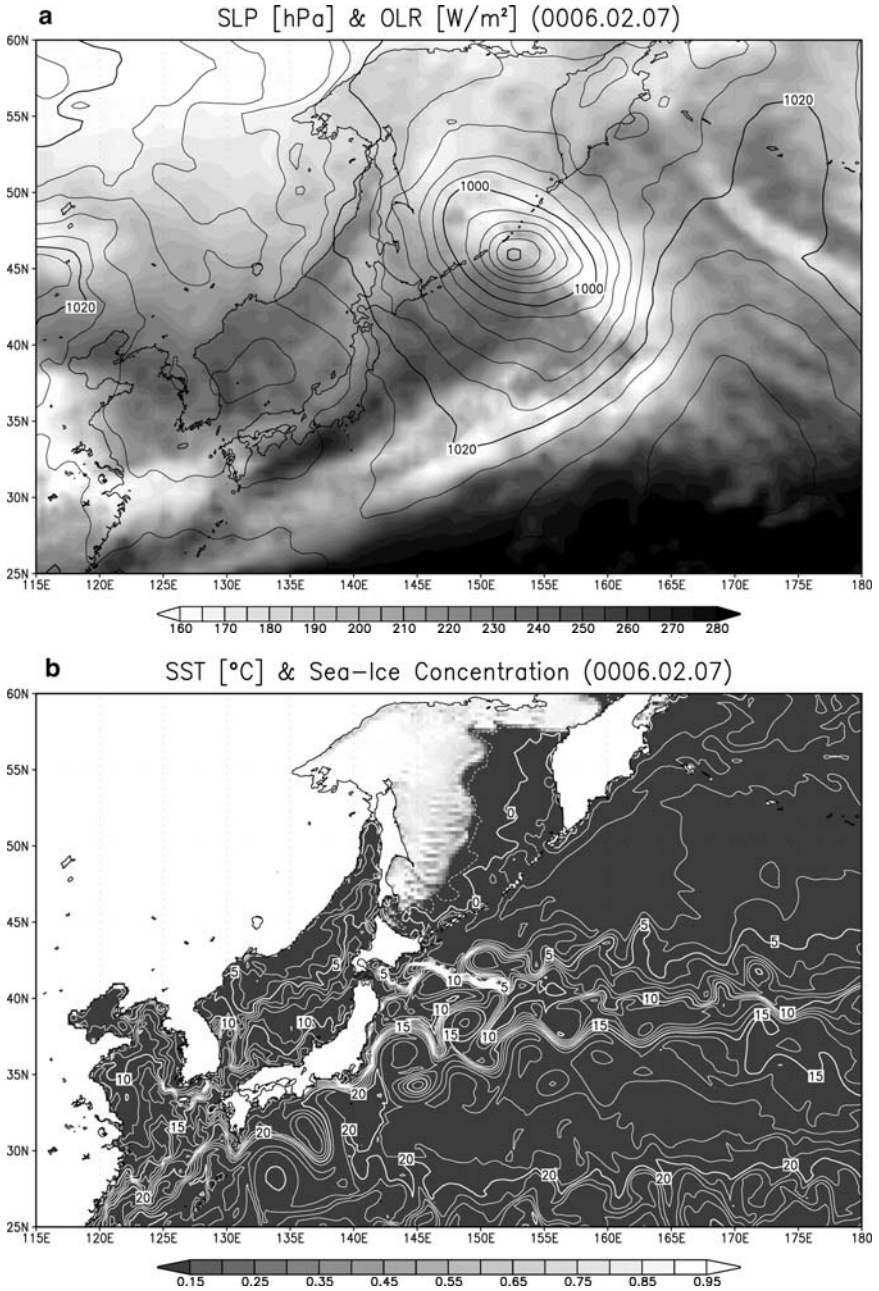 a
SLP [hPa] & OLR [W/m²] (0006.02.07)
60N
55N
1020
50N
1000
45N
1020
1000
40N
35N
1020
30N
25N
115E 120E 125E 130E 135E 140E 145E 150E 155E 160E 165E 170E 175E 180
160 170 180 190 200 210 220 230 240 250 260 270 280
b
SST [°C] & Sea-Ice Concentration (0006.02.07)
60N
55N
0
50N
45N
0 5 5
5 5 5 5
40N
10 5 10 10
10 10 15 15 10 15
10 15
35N
20
15
30N
20 20
20 20 20 20 20
25N
115E 120E 125E 130E 135E 140E 145E 150E 155E 160E 165E 170E 175E 180
0.15 0.25 0.35 0.45 0.55 0.65 0.75 0.85 0.95